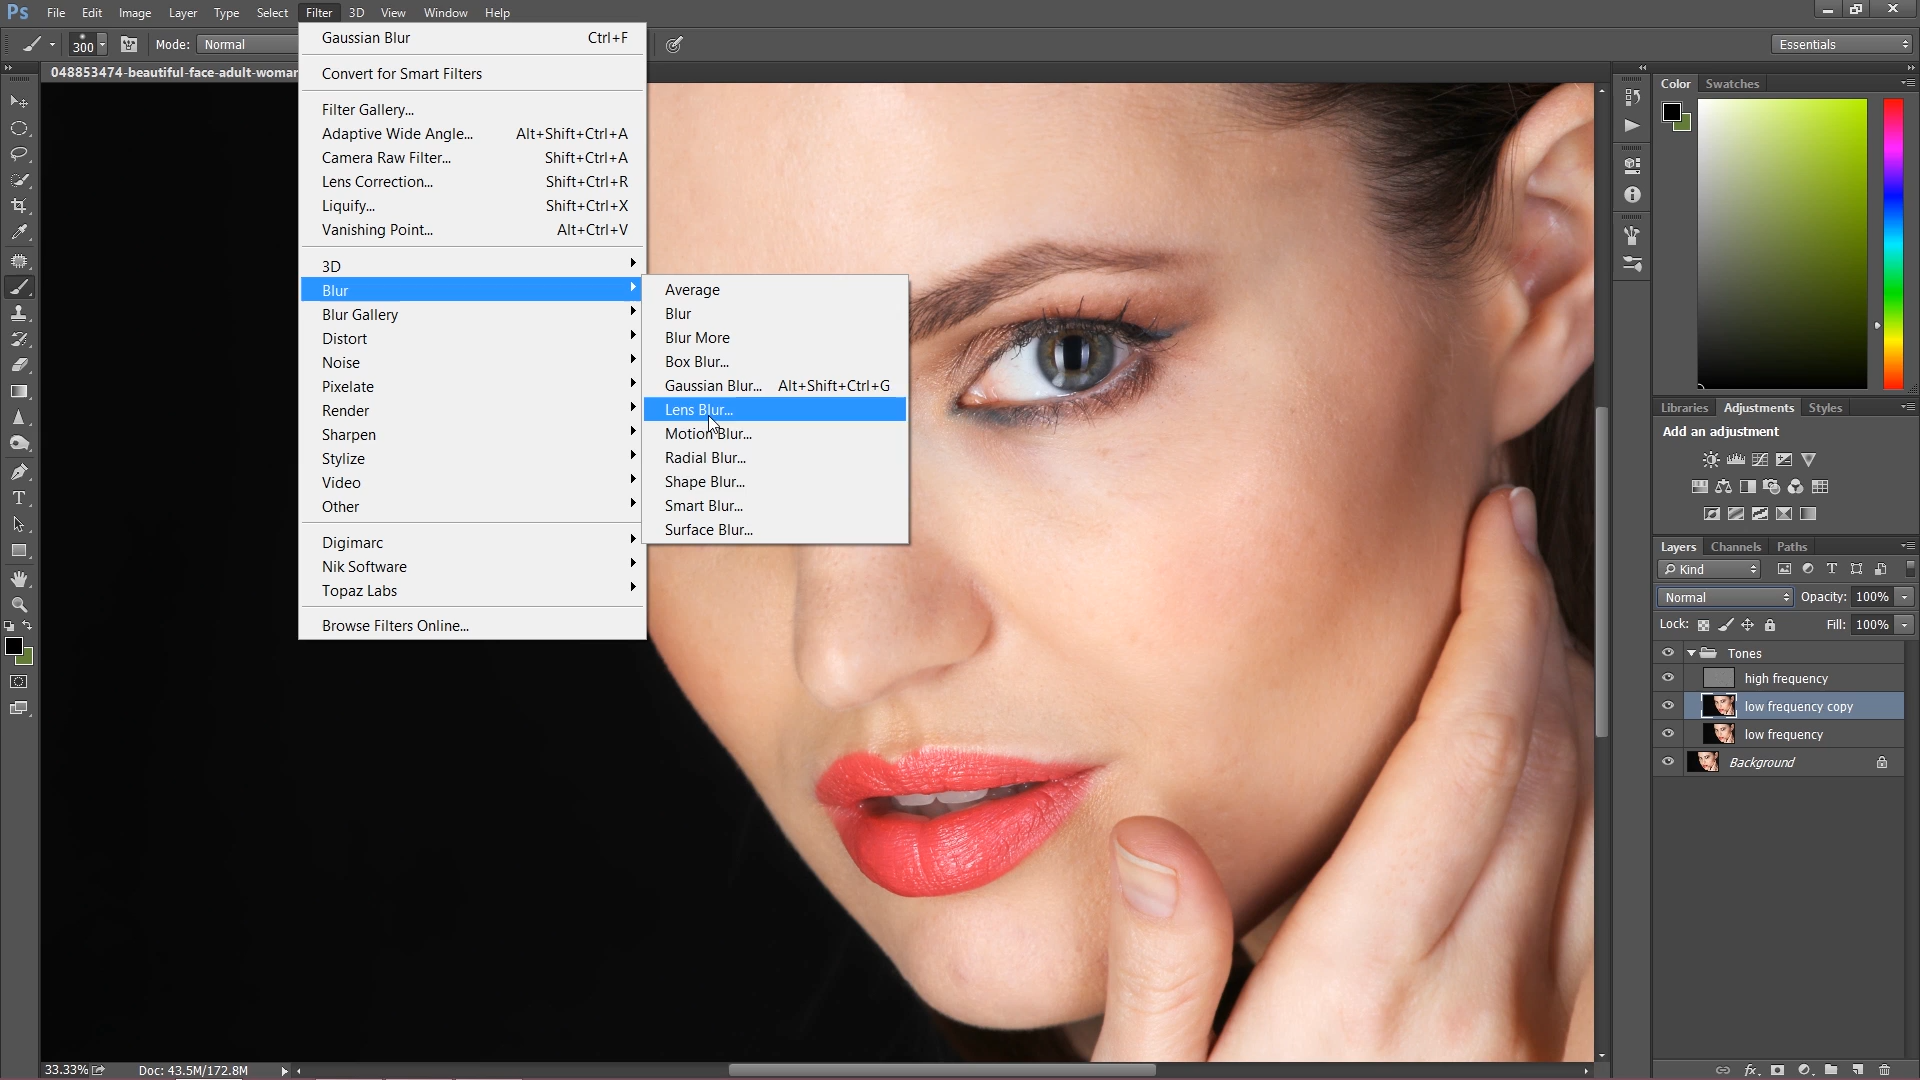 Ps File Edit Image Layer Type Select Filter 3D View Window Help
300 Mode: Normal Essentials
048853474-beautiful-face-adult-woman
Gaussian Blur Ctrl+F
Convert for Smart Filters
Filter Gallery...
Adaptive Wide Angle... Alt+Shift+Ctrl+A
Camera Raw Filter... Shift+Ctrl+A
Lens Correction... Shift+Ctrl+R
Liquify... Shift+Ctrl+X
Vanishing Point... Alt+Ctrl+V
3D
Blur
Blur Gallery
Distort
Noise
Pixelate
Render
Sharpen
Stylize
Video
Other
Digimarc
Nik Software
Topaz Labs
Browse Filters Online...
Average
Blur
Blur More
Box Blur...
Gaussian Blur... Alt+Shift+Ctrl+G
Lens Blur...
Motion Blur...
Radial Blur...
Shape Blur...
Smart Blur...
Surface Blur...
Color Swatches
Libraries Adjustments Styles
Add an adjustment
Layers Channels Paths
Kind
Normal Opacity: 100%
Lock: Fill: 100%
Tones
high frequency
low frequency copy
low frequency
Background
33.33% Doc: 43.5M/172.8M